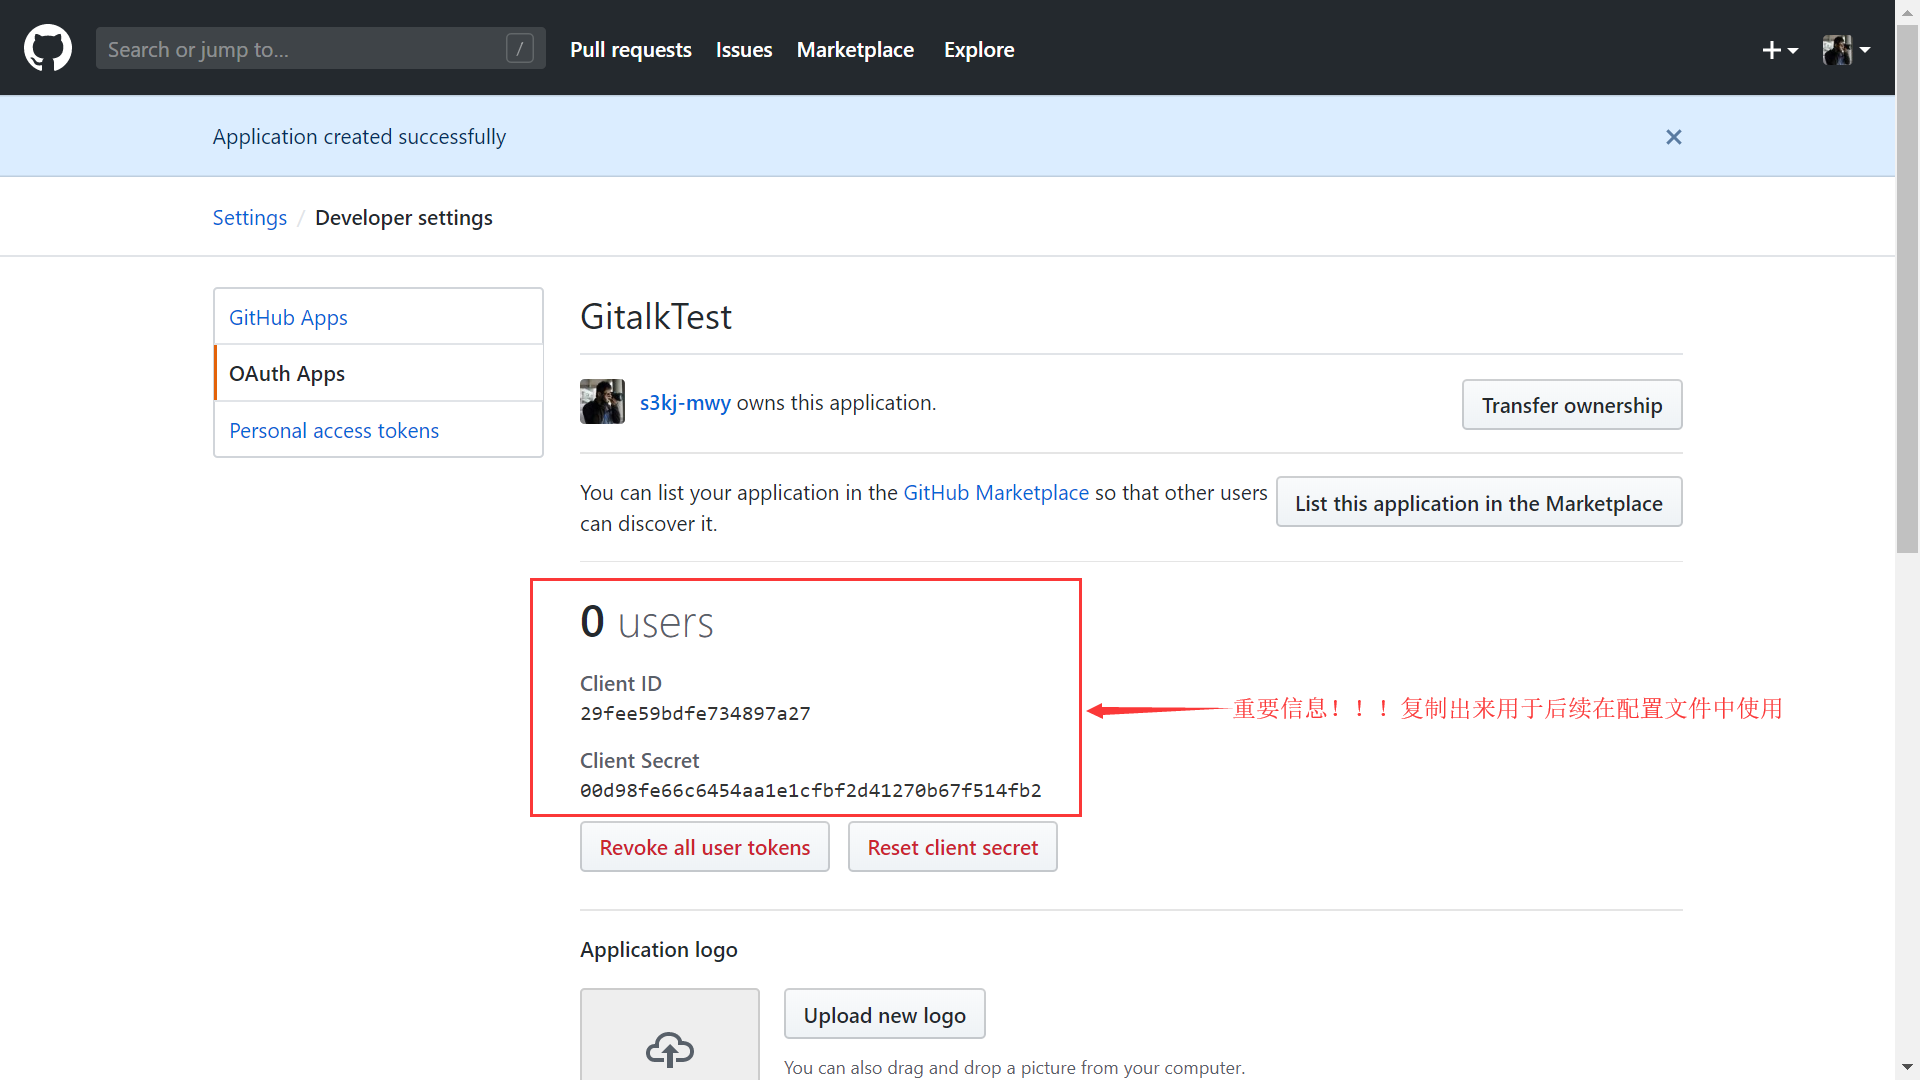 Search or jump to...
/
Pull requests
Issues
Marketplace
Explore
Application created successfully
Settings / Developer settings
GitHub Apps
OAuth Apps
Personal access tokens
GitalkTest
s3kj-mwy owns this application.
Transfer ownership
You can list your application in the GitHub Marketplace so that other users
can discover it.
List this application in the Marketplace
0 users
Client ID
29fee59bdfe734897a27
Client Secret
00d98fe66c6454aa1e1cfbf2d41270b67f514fb2
重要信息！！！复制出来用于后续在配置文件中使用
Revoke all user tokens
Reset client secret
Application logo
Upload new logo
You can also drag and drop a picture from your computer.